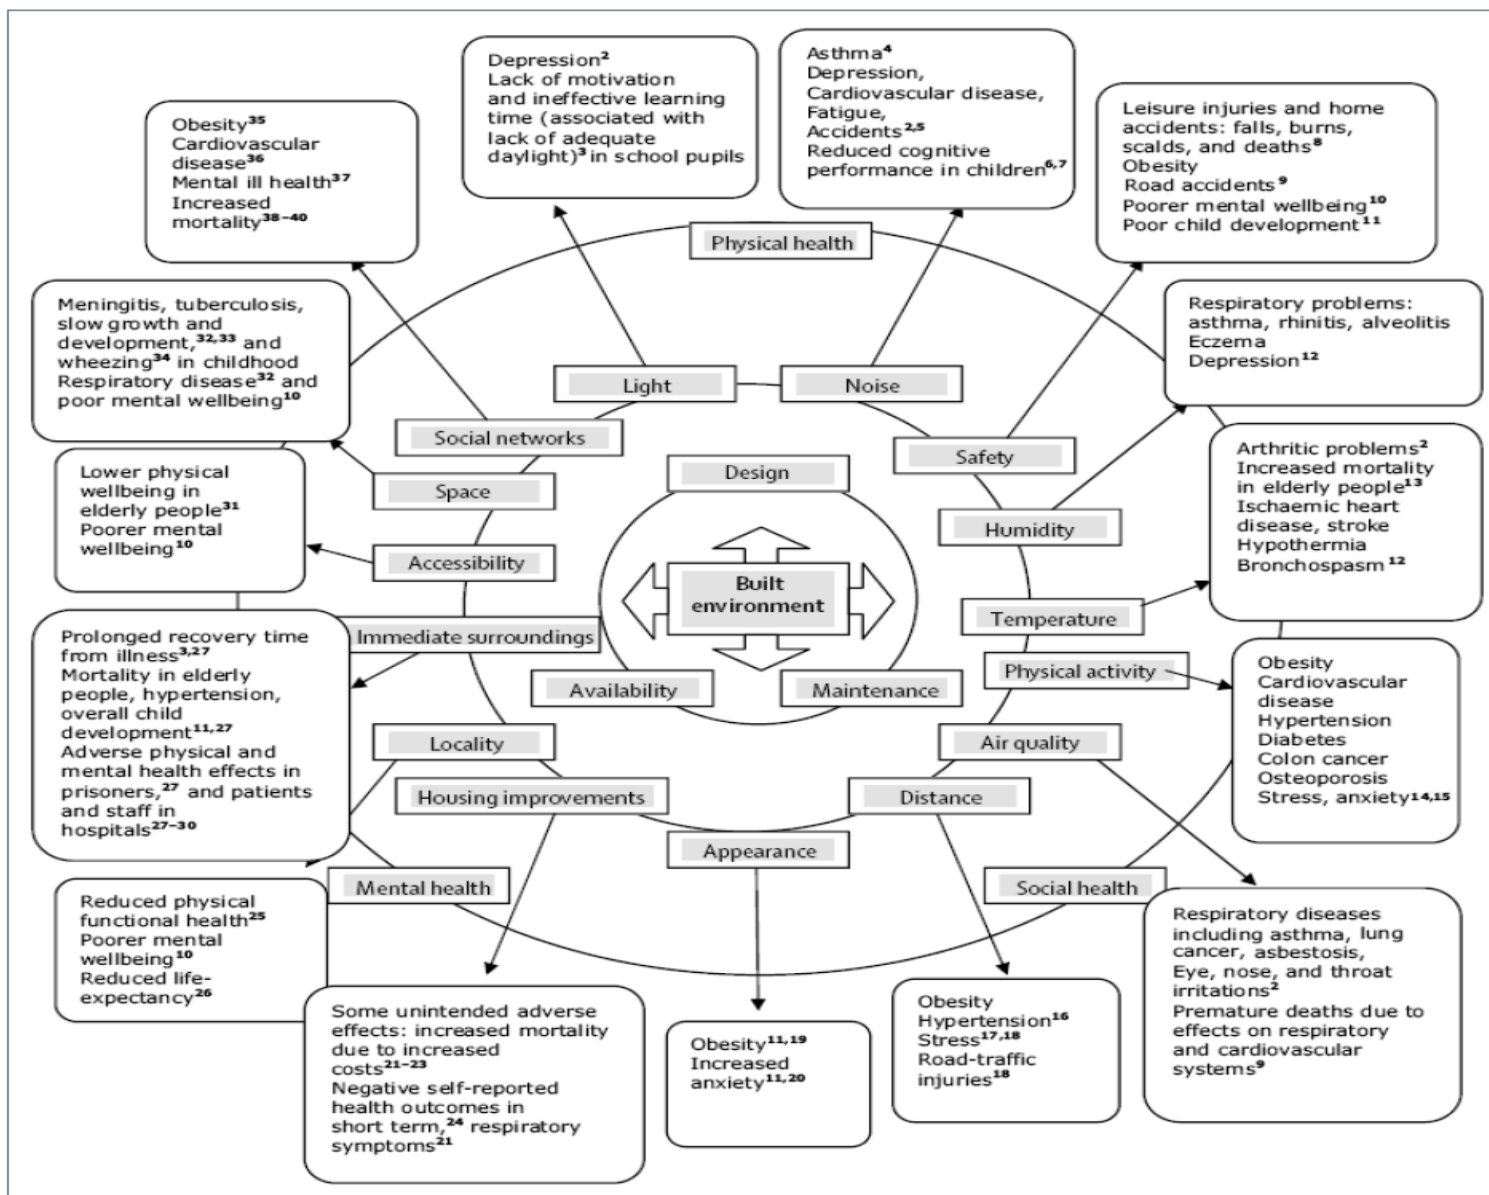 Depression²
Lack of motivation
and ineffective learning
time (associated with
lack of adequate
daylight)³ in school pupils
Asthma⁴
Depression,
Cardiovascular disease,
Fatigue,
Accidents²,⁵
Reduced cognitive
performance in children⁶,⁷
Leisure injuries and home
accidents: falls, burns,
scalds, and deaths⁸
Obesity
Road accidents⁹
Poorer mental wellbeing¹⁰
Poor child development¹¹
Obesity³⁵
Cardiovascular
disease³⁶
Mental ill health³⁷
Increased
mortality³⁸⁻⁴⁰
Physical health
Meningitis, tuberculosis,
slow growth and
development,³²,³³ and
wheezing³⁴ in childhood
Respiratory disease³² and
poor mental wellbeing¹⁰
Respiratory problems:
asthma, rhinitis, alveolitis
Eczema
Depression¹²
Light
Noise
Social networks
Safety
Space
Design
Humidity
Lower physical
wellbeing in
elderly people³¹
Poorer mental
wellbeing¹⁰
Arthritic problems²
Increased mortality
in elderly people¹³
Ischaemic heart
disease, stroke
Hypothermia
Bronchospasm¹²
Accessibility
Built
environment
Temperature
Immediate surroundings
Physical activity
Availability
Maintenance
Prolonged recovery time
from illness³,²⁷
Mortality in elderly
people, hypertension,
overall child
development¹¹,²⁷
Adverse physical and
mental health effects in
prisoners,²⁷ and patients
and staff in
hospitals²⁷⁻³⁰
Obesity
Cardiovascular
disease
Hypertension
Diabetes
Colon cancer
Osteoporosis
Stress, anxiety¹⁴,¹⁵
Locality
Air quality
Housing improvements
Distance
Appearance
Mental health
Social health
Reduced physical
functional health²⁵
Poorer mental
wellbeing¹⁰
Reduced life-
expectancy²⁶
Some unintended adverse
effects: increased mortality
due to increased
costs²¹⁻²³
Negative self-reported
health outcomes in
short term,²⁴ respiratory
symptoms²¹
Obesity¹¹,¹⁹
Increased
anxiety¹¹,²⁰
Obesity
Hypertension¹⁶
Stress¹⁷,¹⁸
Road-traffic
injuries¹⁸
Respiratory diseases
including asthma, lung
cancer, asbestosis,
Eye, nose, and throat
irritations²
Premature deaths due to
effects on respiratory
and cardiovascular
systems⁹